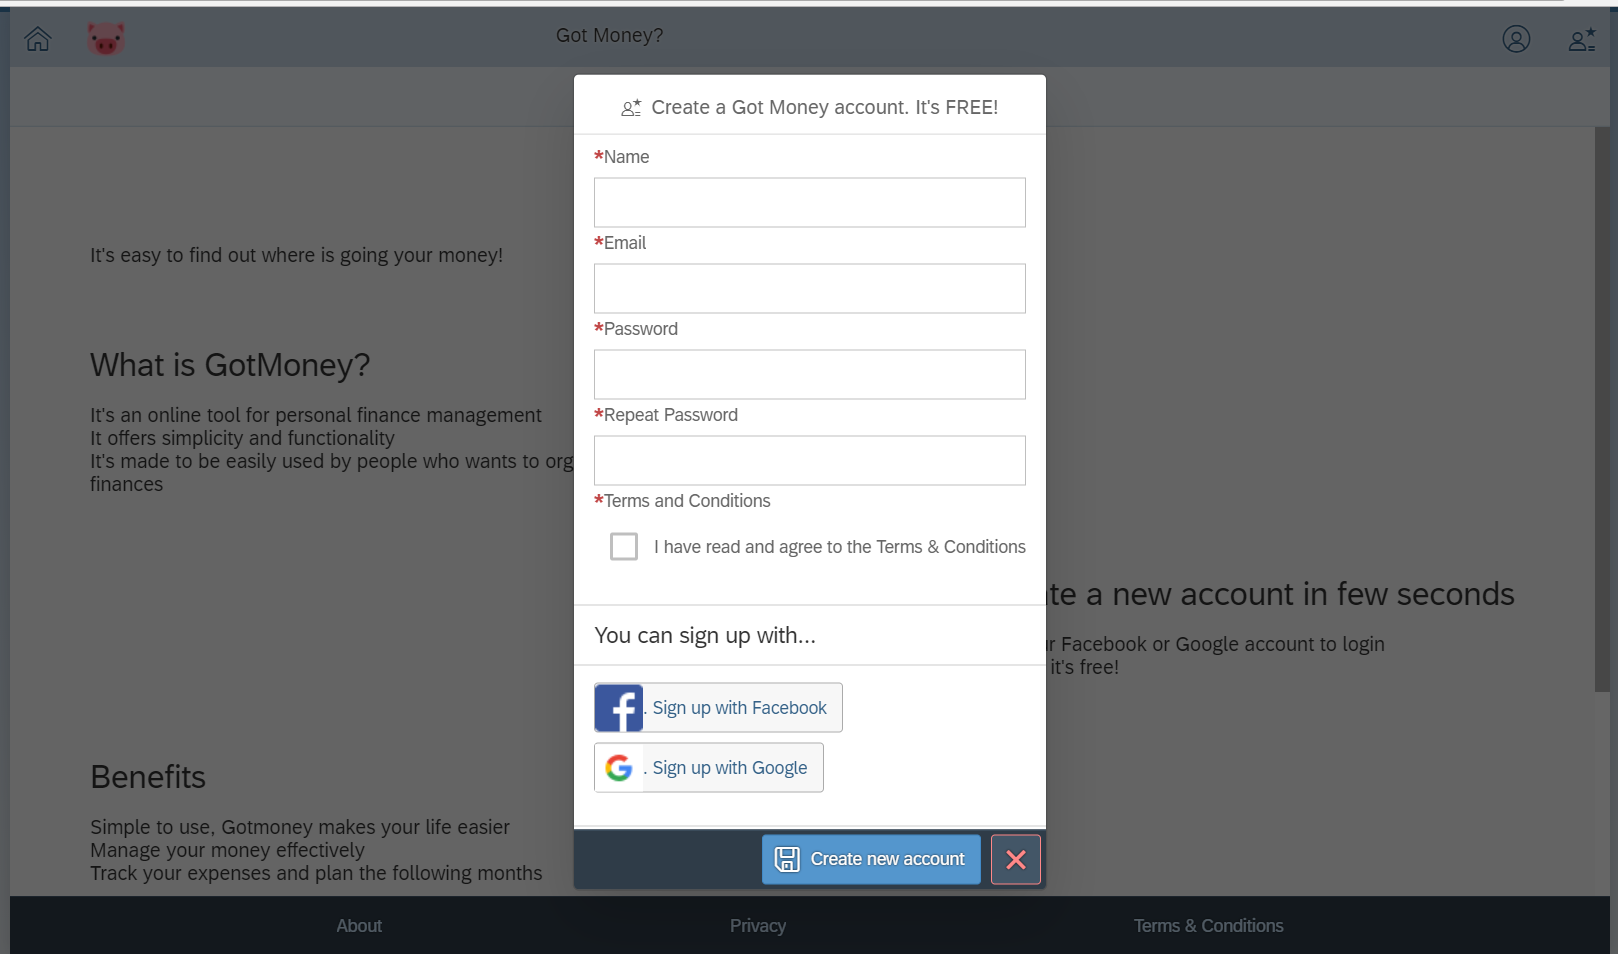 Got Money?
Create a Got Money account. It's FREE!
*Name
*Email
*Password
*Repeat Password
*Terms and Conditions
I have read and agree to the Terms & Conditions
You can sign up with...
. Sign up with Facebook
. Sign up with Google
Create new account
It's easy to find out where is going your money!
What is GotMoney?
It's an online tool for personal finance management
It offers simplicity and functionality
It's made to be easily used by people who wants to org
finances
te a new account in few seconds
r Facebook or Google account to login
it's free!
Benefits
Simple to use, Gotmoney makes your life easier
Manage your money effectively
Track your expenses and plan the following months
About
Privacy
Terms & Conditions